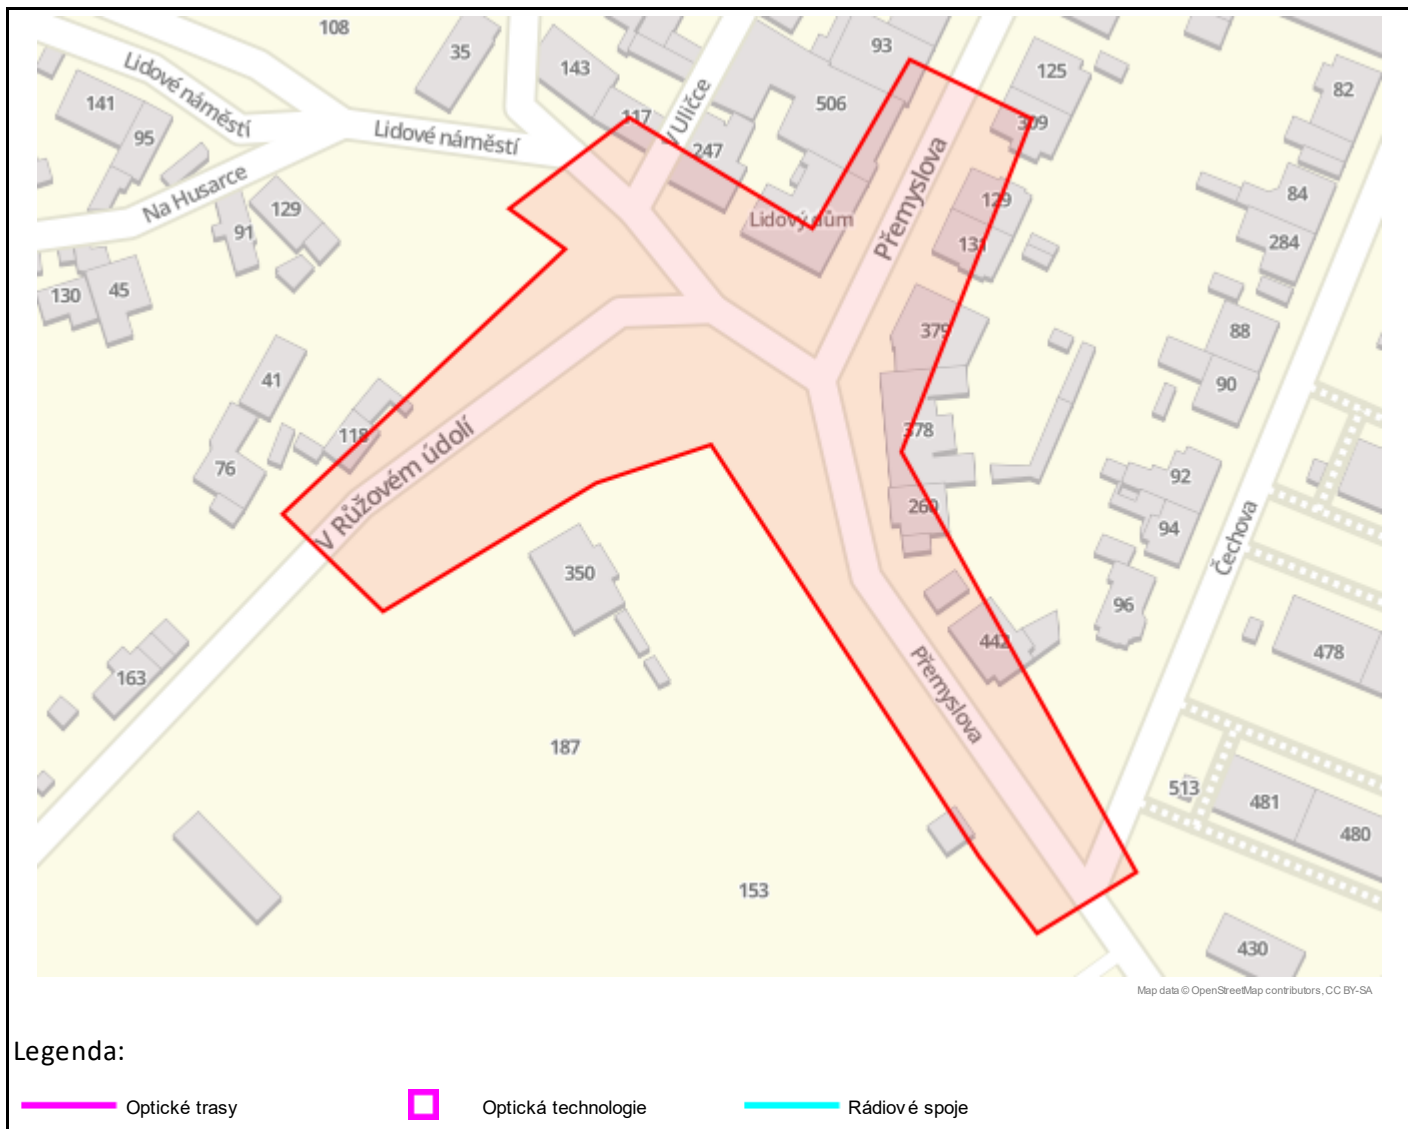 108
35
93
143
125
82
Lidové náměstí
141
506
95
117
V Uličce
309
Lidové náměstí
247
Přemyslova
Na Husarce
129
84
129
91
Lidový dům
131
284
130
45
379
88
41
90
118
378
76
V Růžovém údolí
92
260
94
Čechova
350
96
442
478
163
Přemyslova
187
513
481
480
153
430
Map data © OpenStreetMap contributors, CC BY-SA
Legenda:
Optické trasy
Optická technologie
Rádiové spoje